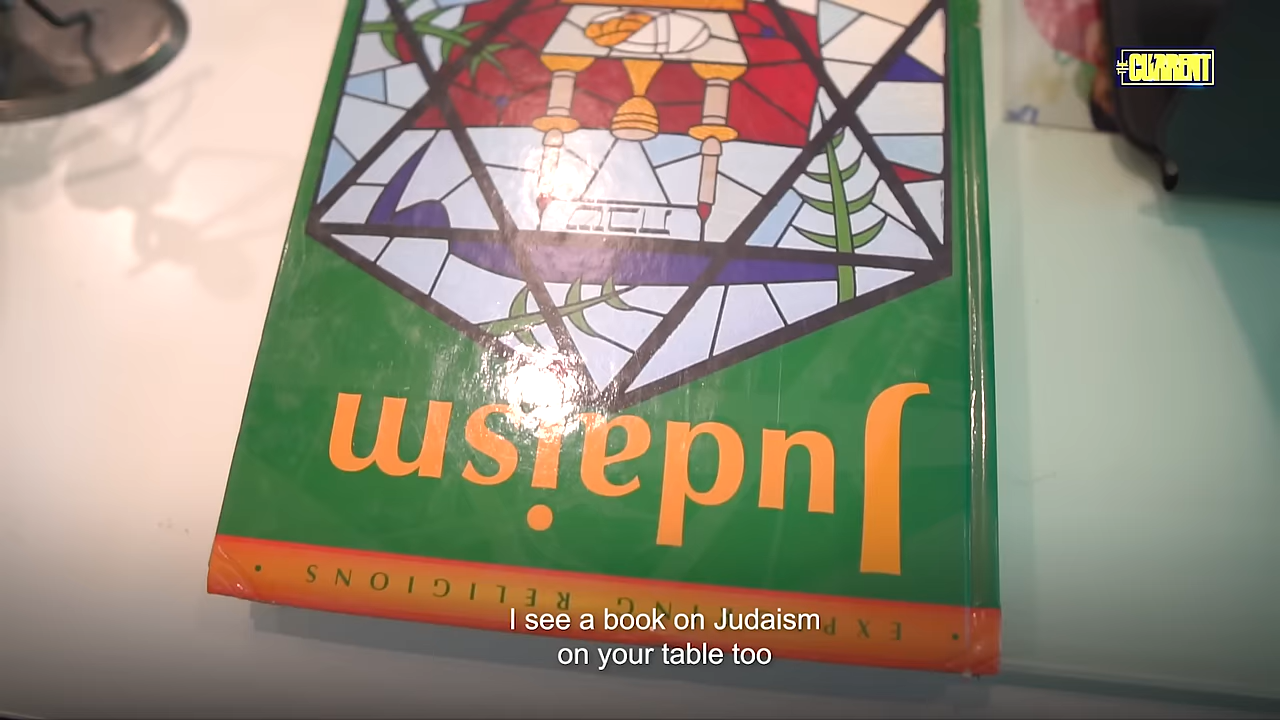 THE CURRENT
Judaism
• EXPLORING RELIGIONS •
I see a book on Judaism
on your table too